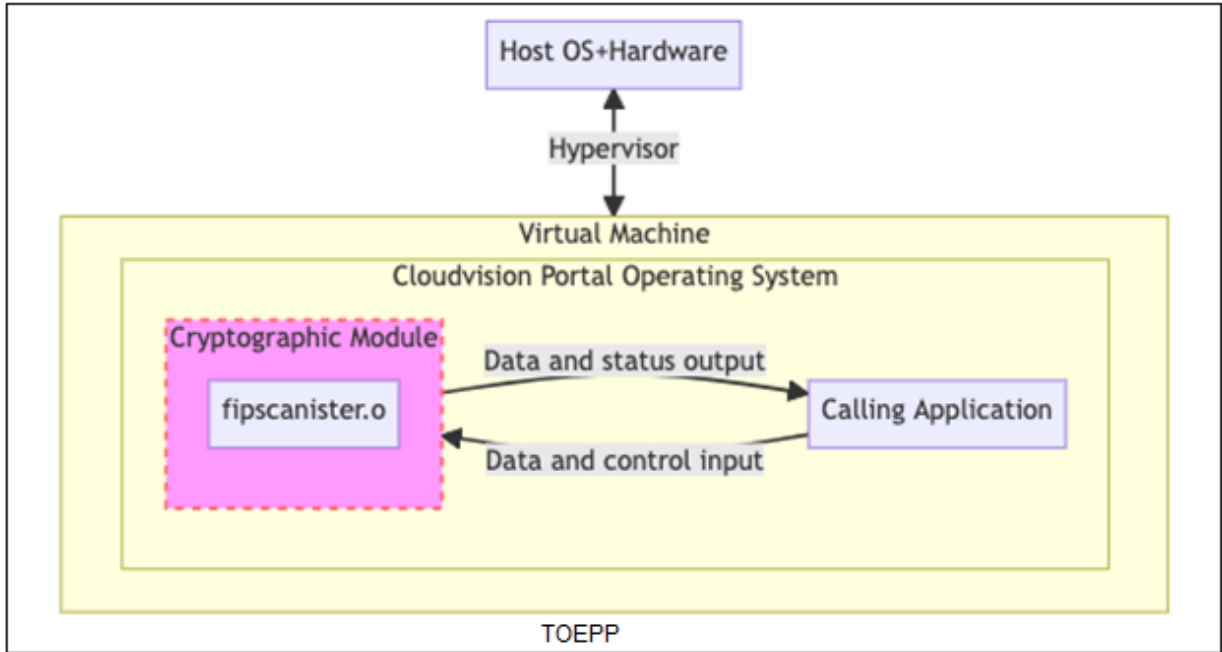 Host OS+Hardware
Hypervisor
Virtual Machine
Cloudvision Portal Operating System
Cryptographic Module
Data and status output
fipscanister.o
Calling Application
Data and control input
TOEPP